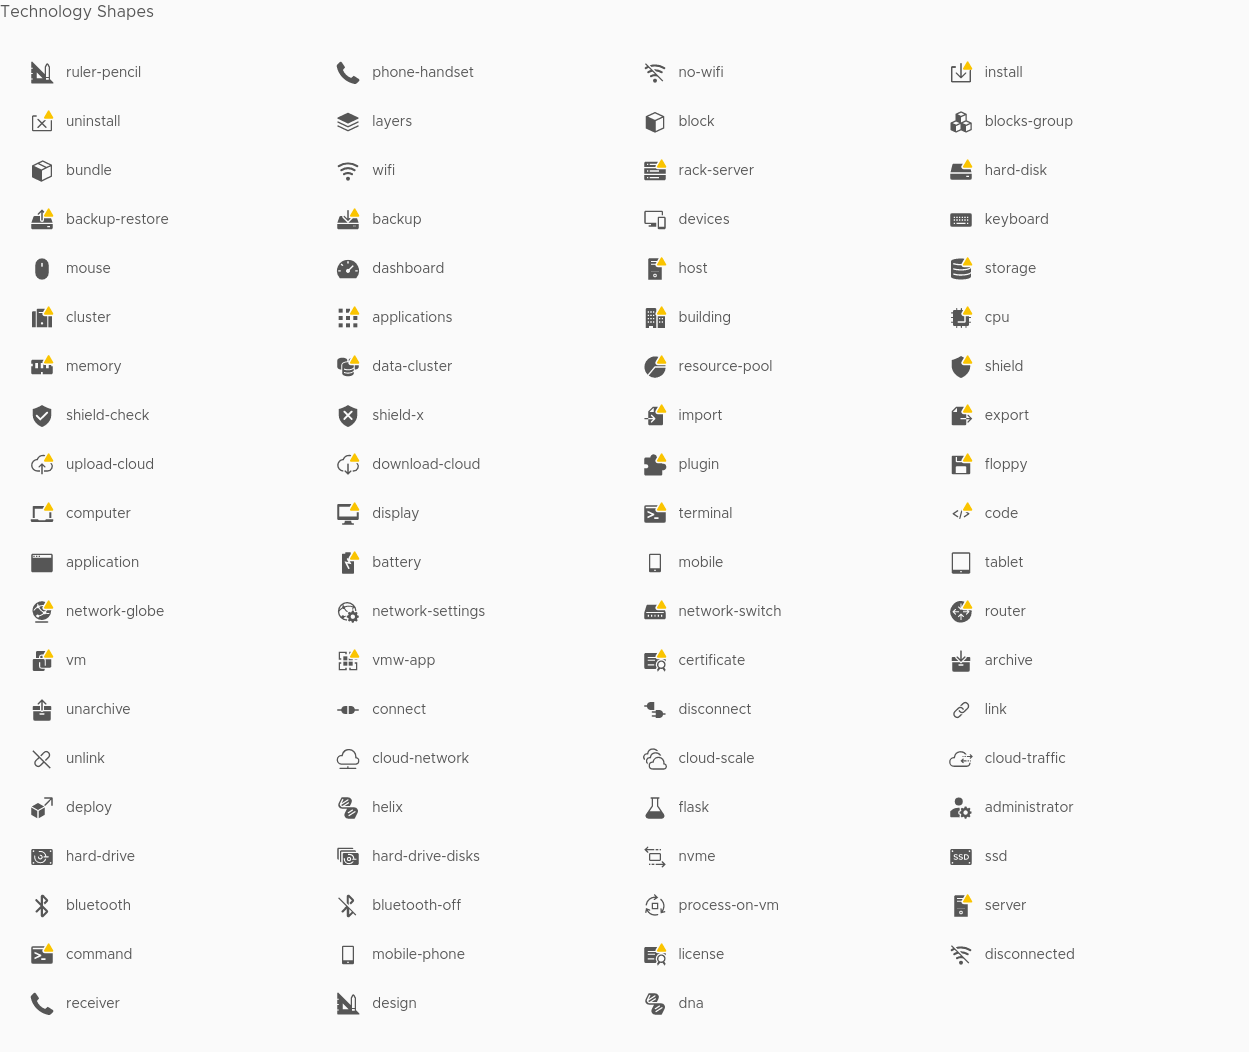 Technology Shapes
ruler-pencil phone-handset no-wifi install
uninstall layers block blocks-group
bundle wifi rack-server hard-disk
backup-restore backup devices keyboard
mouse dashboard host storage
cluster applications building cpu
memory data-cluster resource-pool shield
shield-check shield-x import export
upload-cloud download-cloud plugin floppy
computer display terminal code
application battery mobile tablet
network-globe network-settings network-switch router
vm vmw-app certificate archive
unarchive connect disconnect link
unlink cloud-network cloud-scale cloud-traffic
deploy helix flask administrator
hard-drive hard-drive-disks nvme SSD ssd
bluetooth bluetooth-off process-on-vm server
command mobile-phone license disconnected
receiver design dna